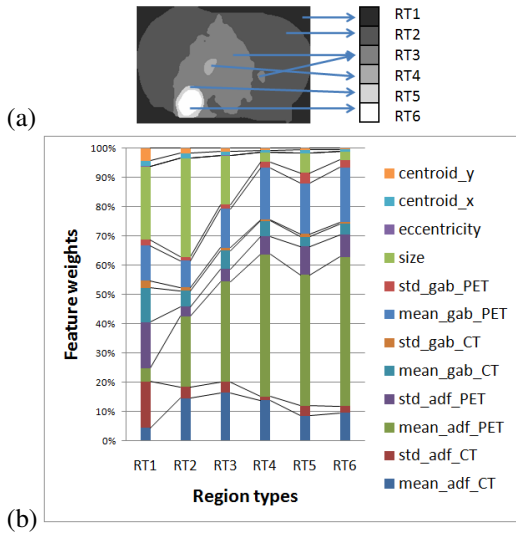 RT1
RT2
RT3
RT4
RT5
RT6
(a)
100%
90%
80%
70%
60%
50%
40%
30%
20%
10%
0%
Feature weights
RT1 RT2 RT3 RT4 RT5 RT6
Region types
centroid_y
centroid_x
eccentricity
size
std_gab_PET
mean_gab_PET
std_gab_CT
mean_gab_CT
std_adf_PET
mean_adf_PET
std_adf_CT
mean_adf_CT
(b)